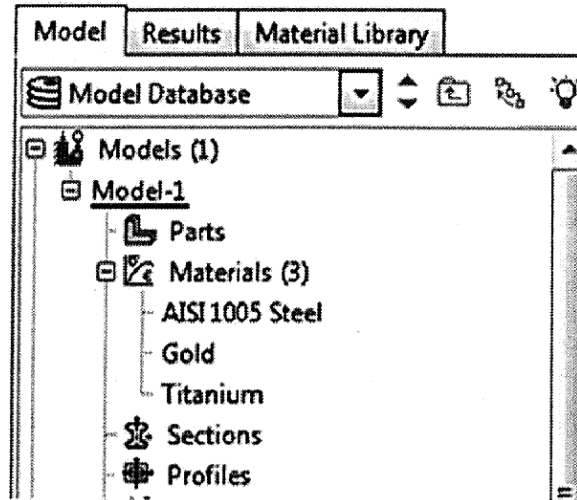 Model Results Material Library
Model Database
Models (1)
Model-1
Parts
Materials (3)
AISI 1005 Steel
Gold
Titanium
Sections
Profiles